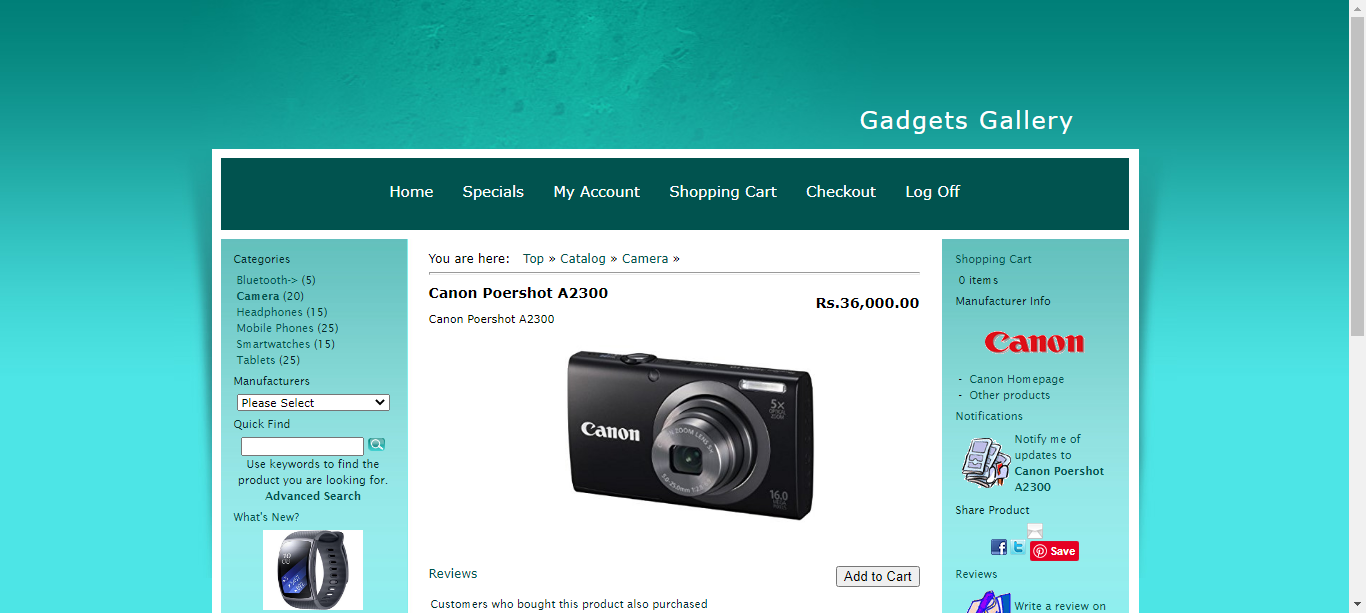 Gadgets Gallery
Home Specials My Account Shopping Cart Checkout Log Off
Categories
Bluetooth-> (5)
Camera (20)
Headphones (15)
Mobile Phones (25)
Smartwatches (15)
Tablets (25)
Manufacturers
Please Select
Quick Find
Use keywords to find the
product you are looking for.
Advanced Search
What's New?
You are here: Top » Catalog » Camera »
Canon Poershot A2300
Rs.36,000.00
Canon Poershot A2300
Canon
5x
OPTICAL
ZOOM
ZOOM LENS 5x
16.0
MEGA
PIXELS
Reviews
Add to Cart
Customers who bought this product also purchased
Shopping Cart
0 items
Manufacturer Info
Canon
- Canon Homepage
- Other products
Notifications
Notify me of
updates to
Canon Poershot
A2300
Share Product
Save
Reviews
Write a review on